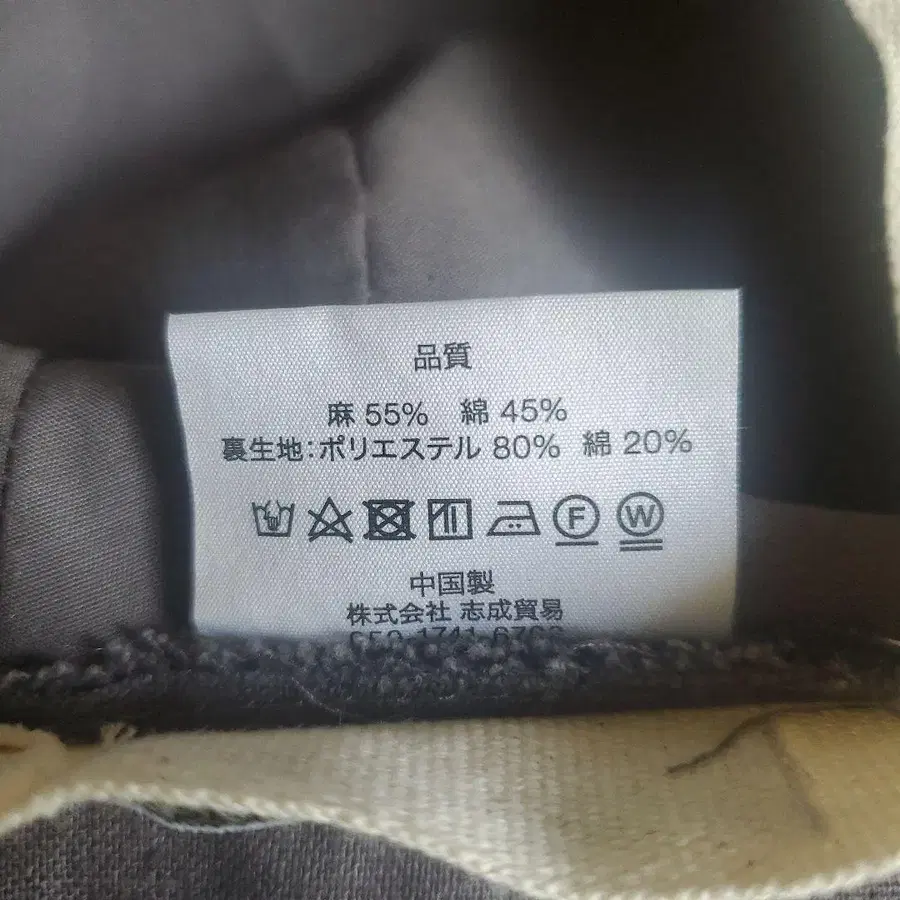 品質
麻 55% 綿 45%
裏生地:ポリエステル 80% 綿 20%
F W
中国製
株式会社 志成貿易